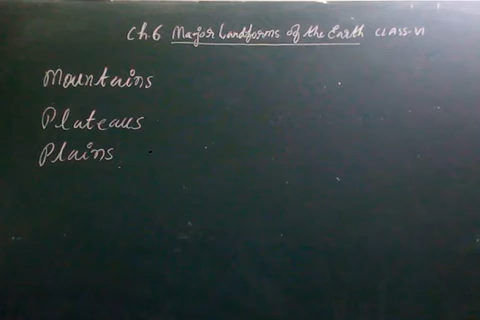 Ch.6 Major Landforms of the Earth CLASS-VI
Mountains
Plateaus
Plains